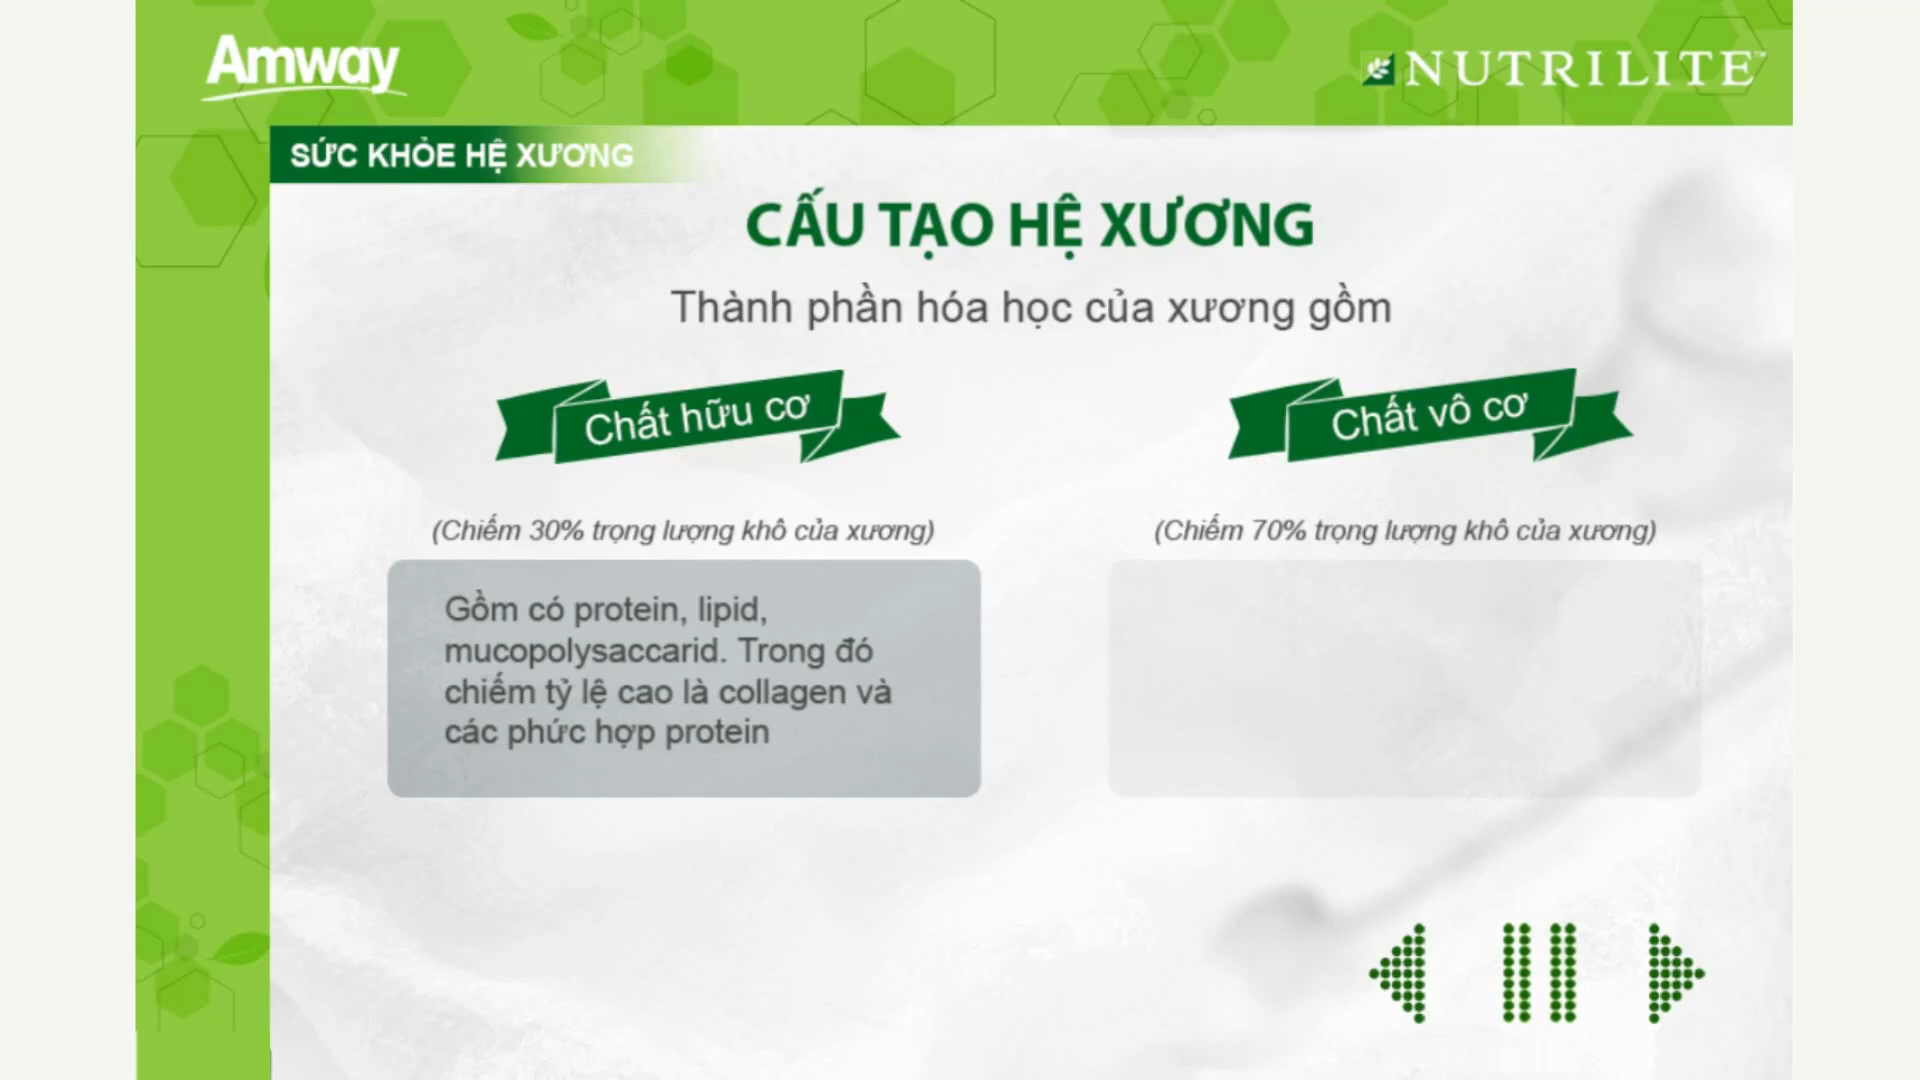 Amway
NUTRILITE™
SỨC KHỎE HỆ XƯƠNG
CẤU TẠO HỆ XƯƠNG
Thành phần hóa học của xương gồm
Chất hữu cơ
Chất vô cơ
(Chiếm 30% trọng lượng khô của xương)
(Chiếm 70% trọng lượng khô của xương)
Gồm có protein, lipid,
mucopolysaccarid. Trong đó
chiếm tỷ lệ cao là collagen và
các phức hợp protein